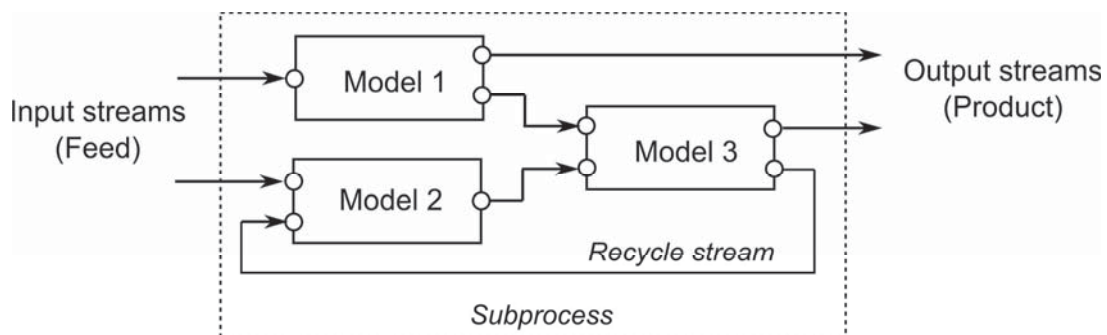 Input streams
(Feed)
Model 1
Model 2
Model 3
Recycle stream
Subprocess
Output streams
(Product)